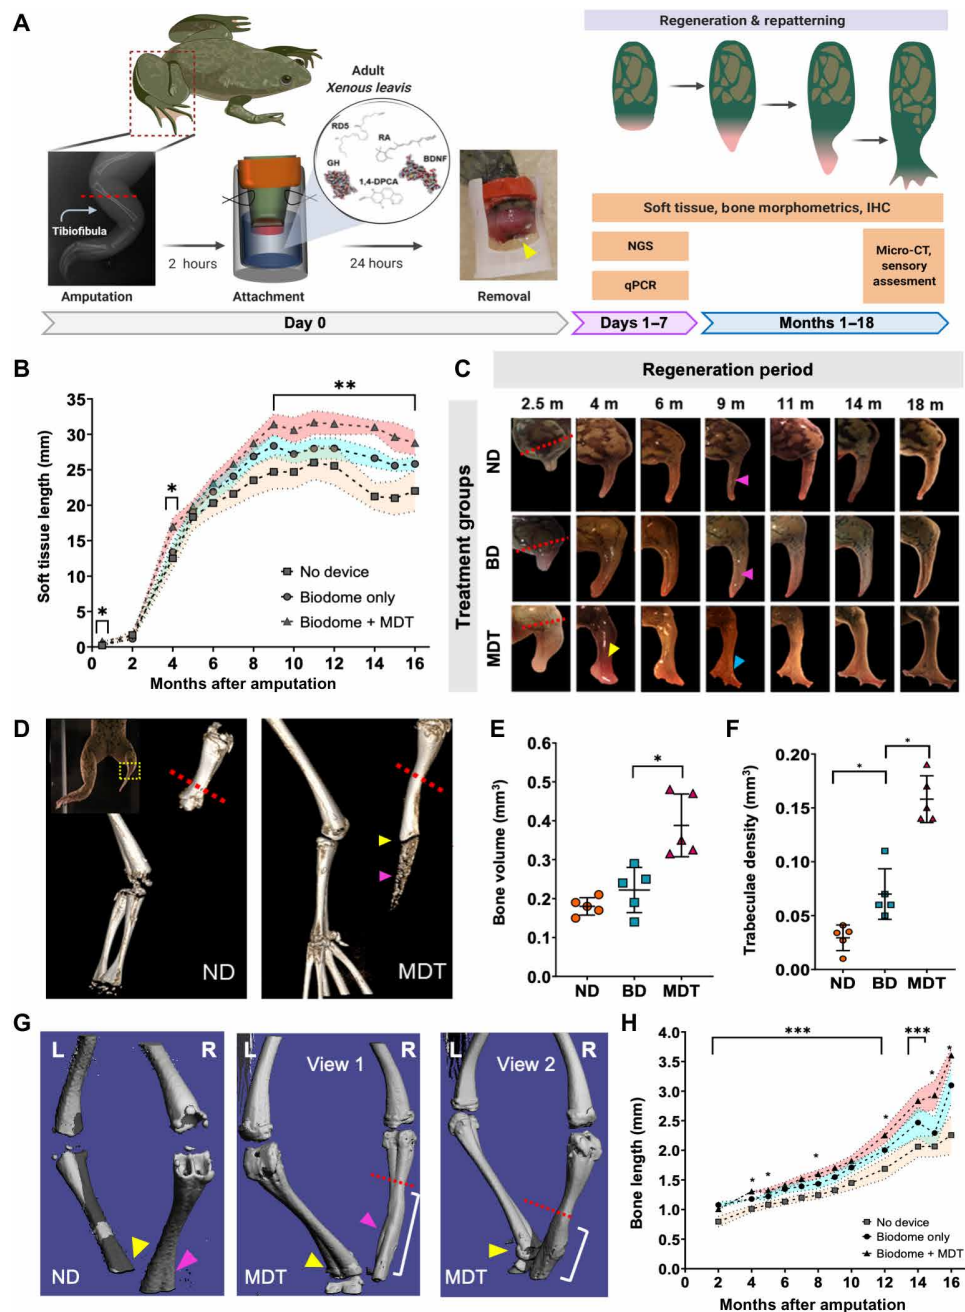 A
Adult
Xenous leavis
RD5
RA
GH
BDNF
1,4-DPCA
Tibiofibula
2 hours
24 hours
Amputation
Attachment
Removal
Day 0
Regeneration & repatterning
Soft tissue, bone morphometrics, IHC
NGS
qPCR
Micro-CT,
sensory
assesment
Days 1–7
Months 1–18
B
Soft tissue length (mm)
35
30
25
20
15
10
5
0
*
*
**
No device
Biodome only
Biodome + MDT
0 2 4 6 8 10 12 14 16
Months after amputation
C
Regeneration period
Treatment groups
2.5 m 4 m 6 m 9 m 11 m 14 m 18 m
ND
BD
MDT
D
ND
MDT
E
Bone volume (mm³)
0.6
0.5
0.4
0.3
0.2
0.1
0.0
*
ND BD MDT
F
Trabeculae density (mm³)
0.20
0.15
0.10
0.05
0.00
*
*
ND BD MDT
G
L R
ND
L View 1 R
MDT
L View 2 R
MDT
H
Bone length (mm)
4.0
3.5
3.0
2.5
2.0
1.5
1.0
0.5
0.0
***
***
*
*
*
*
*
*
No device
Biodome only
Biodome + MDT
0 2 4 6 8 10 12 14 16
Months after amputation